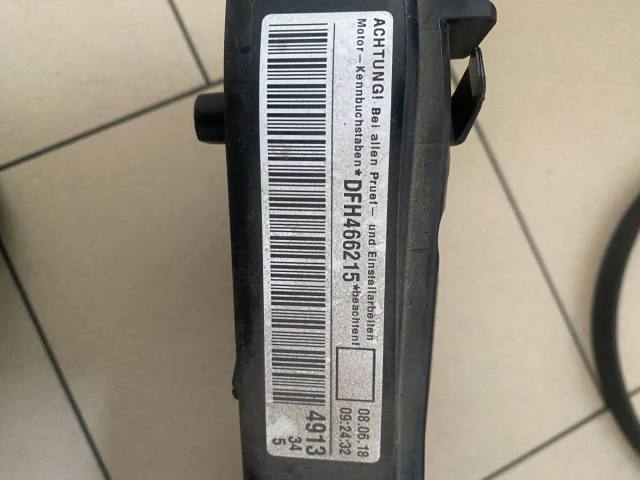 ACHTUNG! Bei allen Pruef- und Einstellarbeiten
Motor-Kennbuchstaben*DFH466215*beachten!
08.06.18
09:24:32
4913
34
5